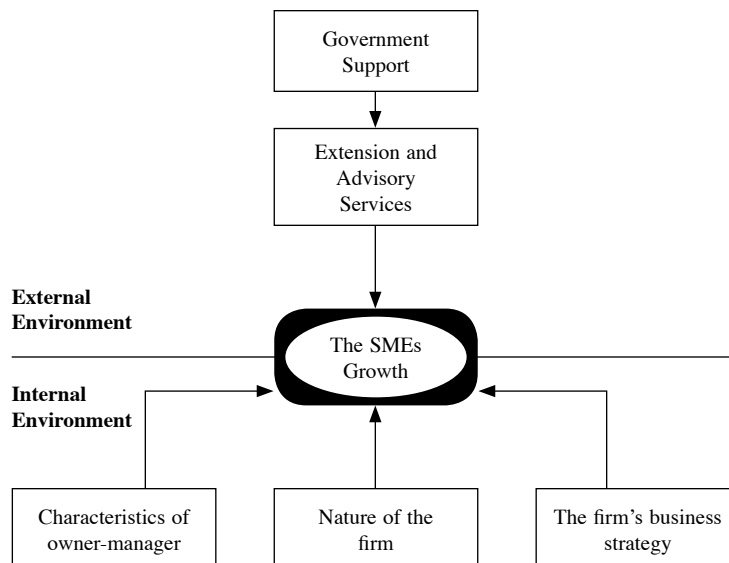 Government
Support
Extension and
Advisory
Services
External
Environment
The SMEs
Growth
Internal
Environment
Characteristics of
owner-manager
Nature of the
firm
The firm’s business
strategy